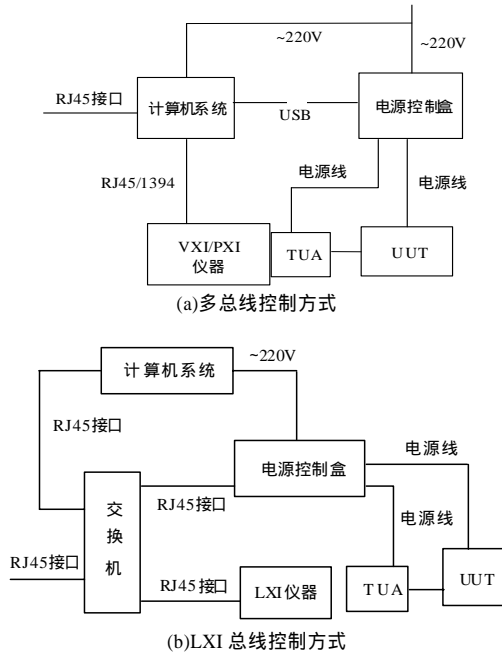 ~220V
~220V
RJ45接口
计算机系统
USB
电源控制盒
RJ45/1394
电源线
电源线
VXI/PXI
仪器
TUA
UUT
(a)多总线控制方式
计算机系统
~220V
RJ45接口
电源控制盒
电源线
交
换
机
RJ45接口
电源线
RJ45接口
RJ45接口
LXI仪器
TUA
UUT
(b)LXI 总线控制方式